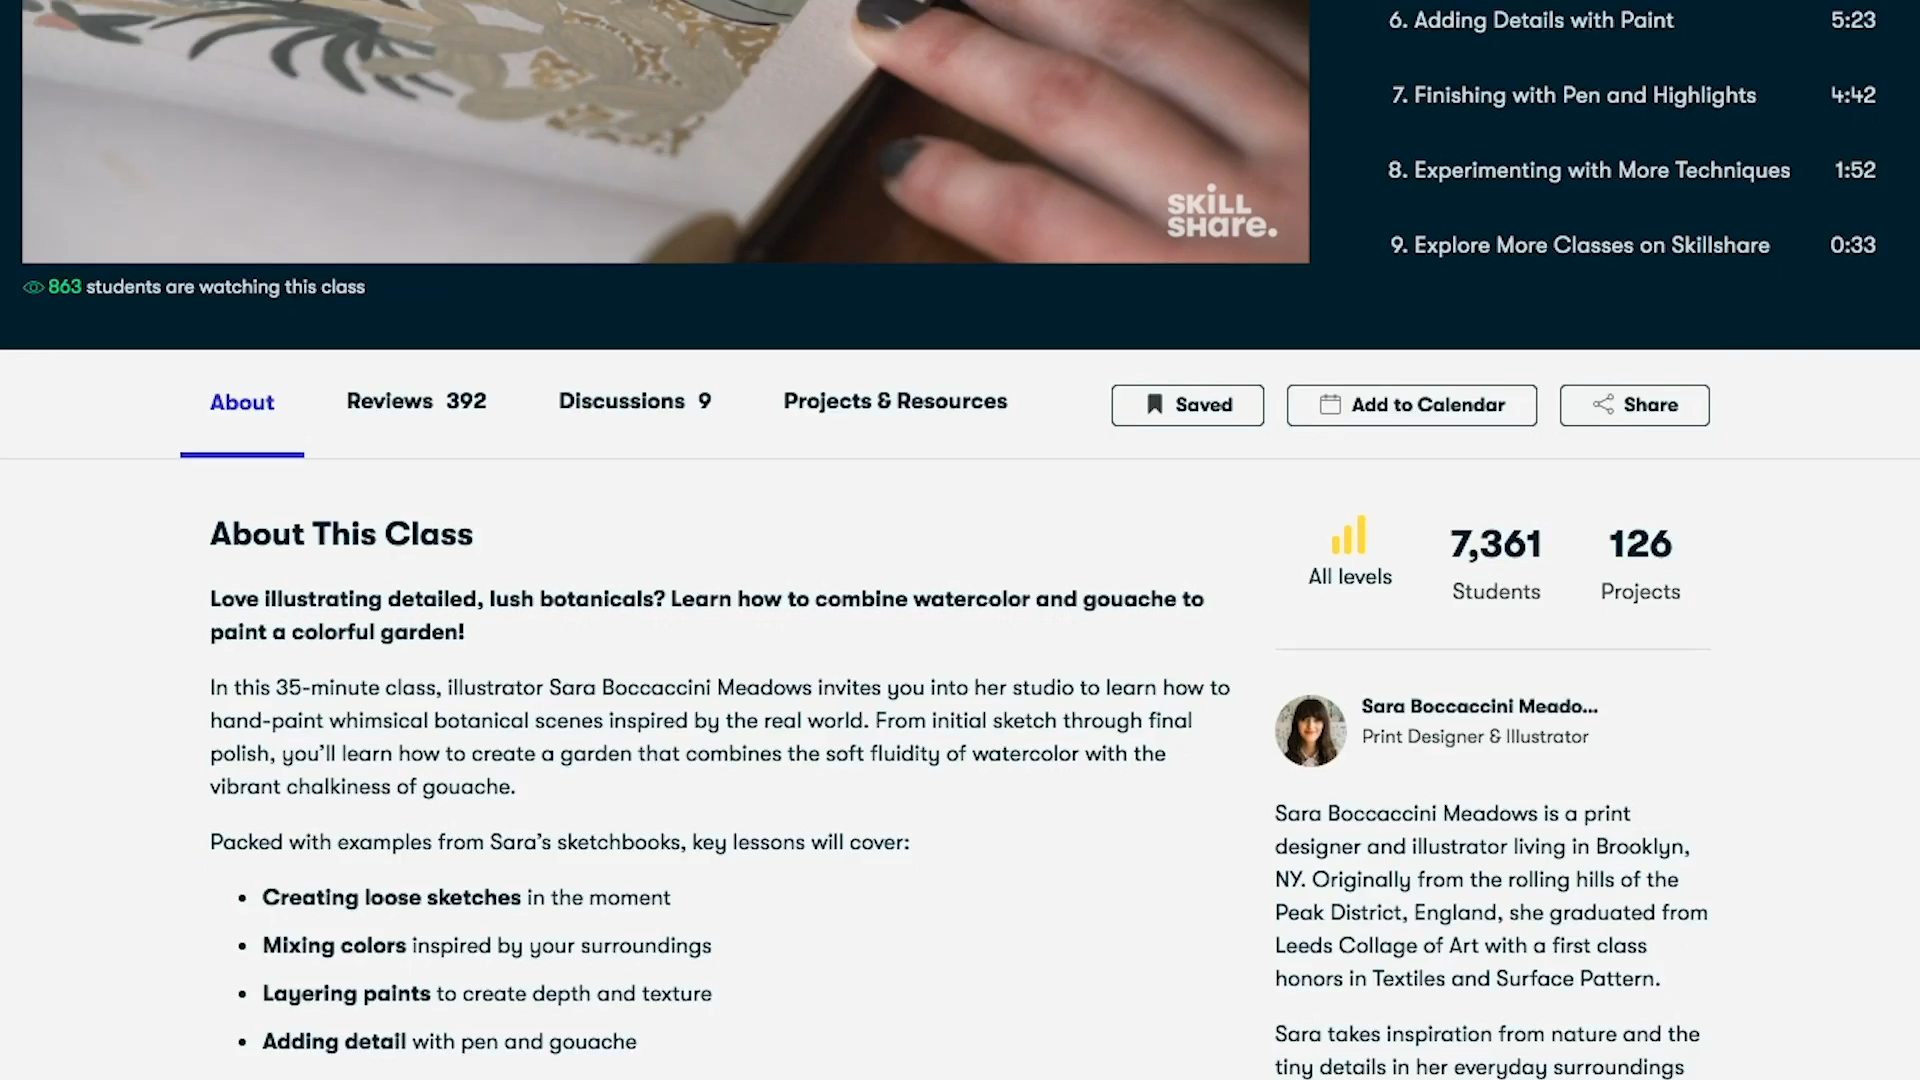 6. Adding Details with Paint 5:23
7. Finishing with Pen and Highlights 4:42
8. Experimenting with More Techniques 1:52
9. Explore More Classes on Skillshare 0:33
SKiLL
SHare.
863 students are watching this class
About Reviews 392 Discussions 9 Projects & Resources Saved Add to Calendar Share
About This Class
Love illustrating detailed, lush botanicals? Learn how to combine watercolor and gouache to
paint a colorful garden!
In this 35-minute class, illustrator Sara Boccaccini Meadows invites you into her studio to learn how to
hand-paint whimsical botanical scenes inspired by the real world. From initial sketch through final
polish, you’ll learn how to create a garden that combines the soft fluidity of watercolor with the
vibrant chalkiness of gouache.
Packed with examples from Sara’s sketchbooks, key lessons will cover:
• Creating loose sketches in the moment
• Mixing colors inspired by your surroundings
• Layering paints to create depth and texture
• Adding detail with pen and gouache
All levels
7,361
Students
126
Projects
Sara Boccaccini Meado...
Print Designer & Illustrator
Sara Boccaccini Meadows is a print
designer and illustrator living in Brooklyn,
NY. Originally from the rolling hills of the
Peak District, England, she graduated from
Leeds Collage of Art with a first class
honors in Textiles and Surface Pattern.
Sara takes inspiration from nature and the
tiny details in her everyday surroundings